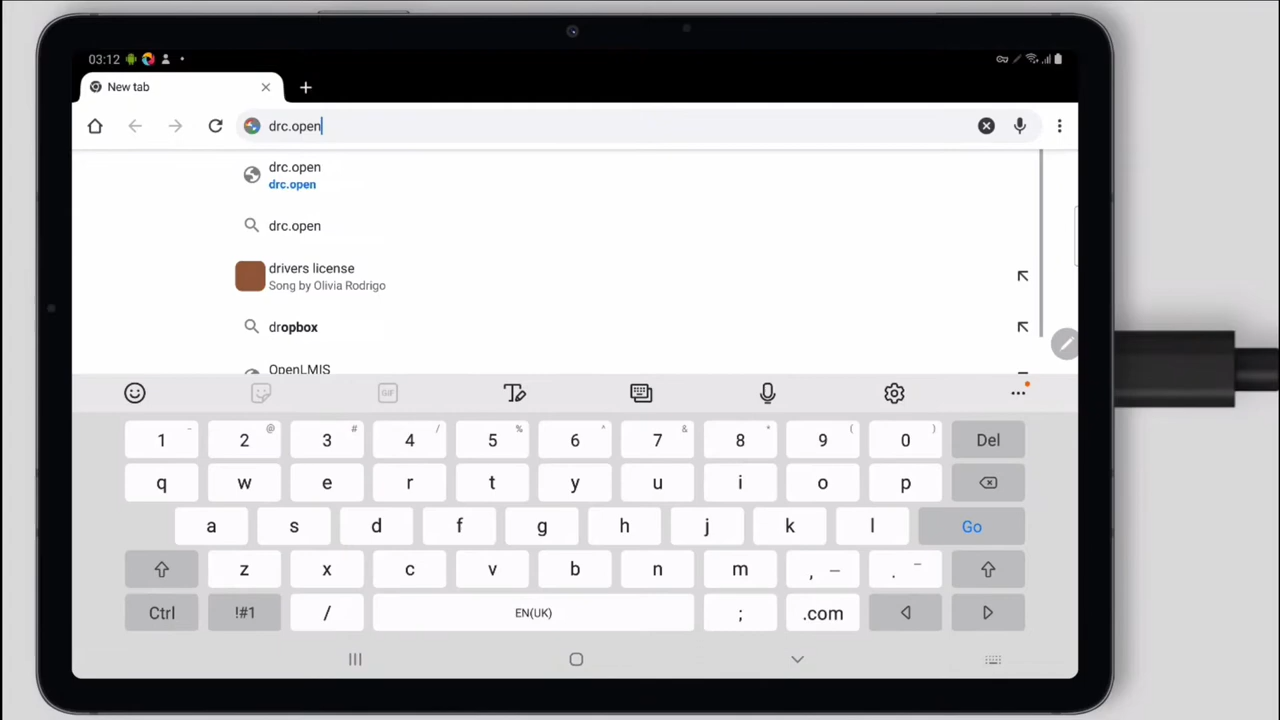 03:12
New tab
drc.open
drc.open
drc.open
drc.open
drivers license
Song by Olivia Rodrigo
dropbox
OpenLMIS
GIF
1 - 2 @ 3 # 4 / 5 % 6 ^ 7 & 8 * 9 ( 0 ) Del
q w e r t y u i o p
a s d f g h j k l Go
z x c v b n m , .
Ctrl !#1 / EN(UK) ; .com